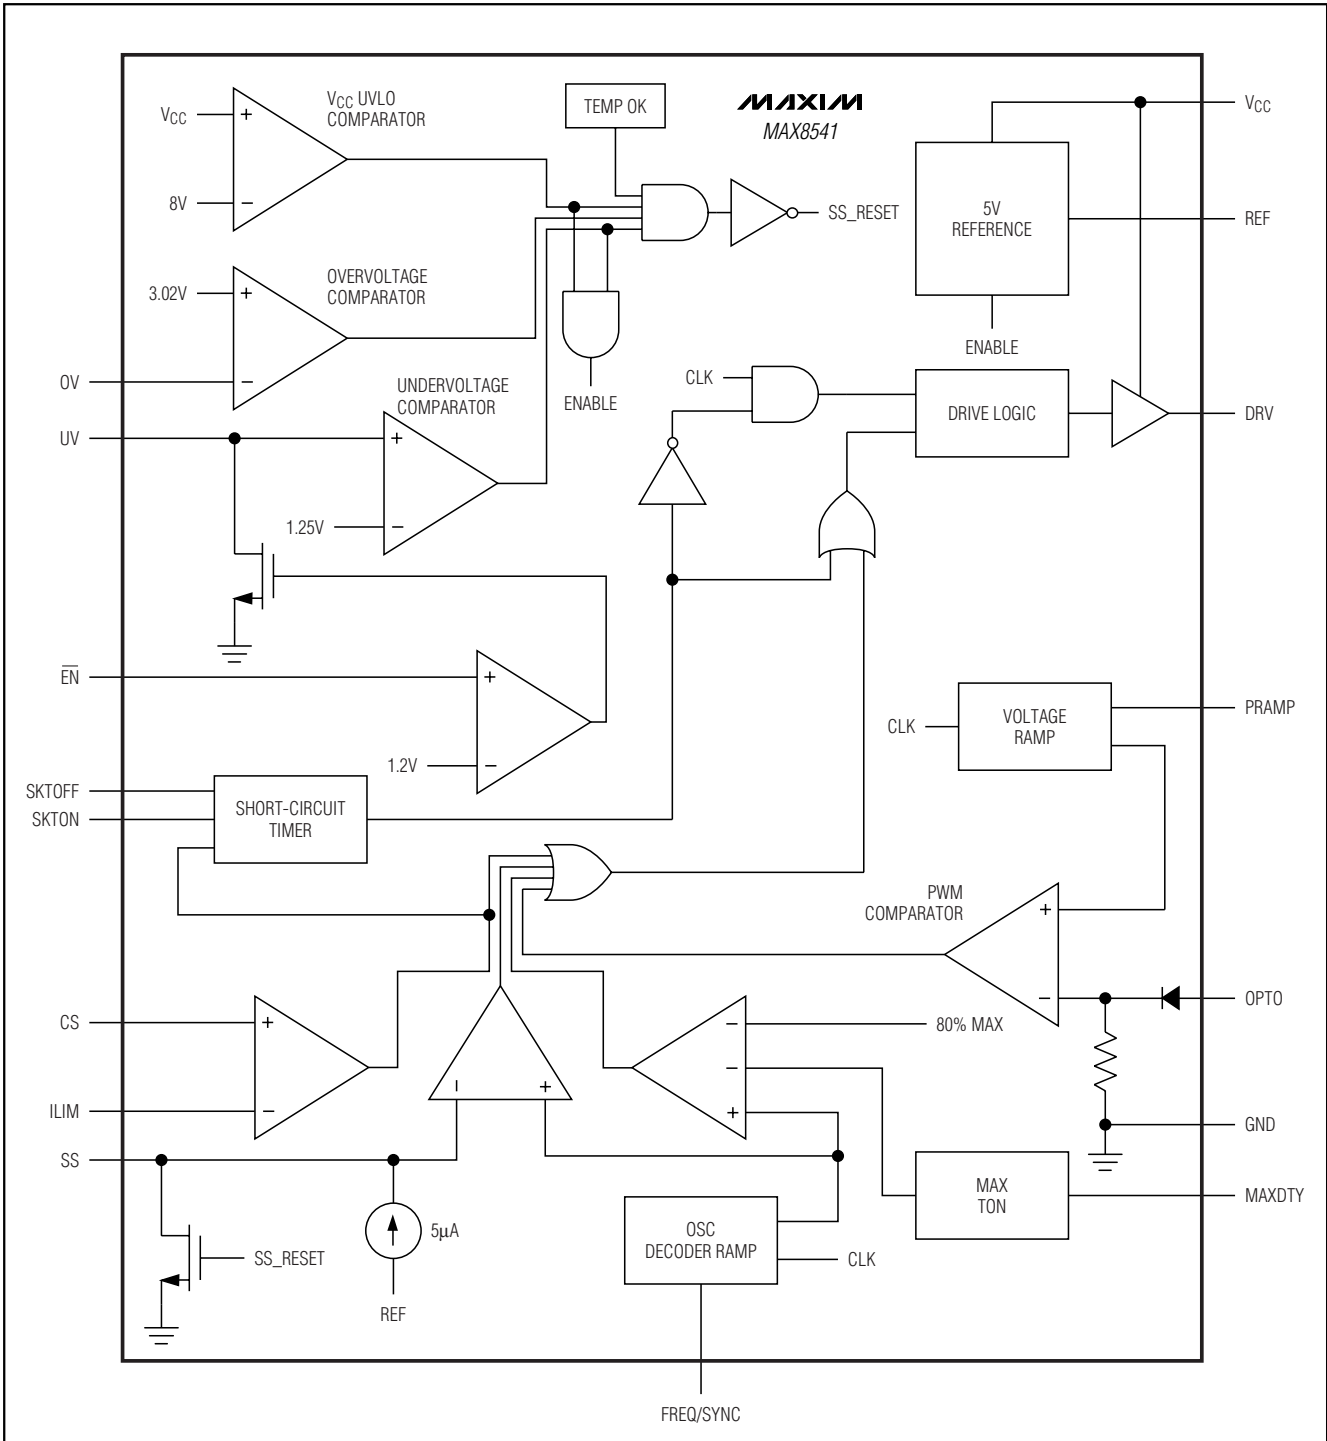 VCC UVLO
COMPARATOR
VCC
+
8V
−
TEMP OK
MAXIM
MAX8541
VCC
5V
REFERENCE
SS_RESET
REF
OVERVOLTAGE
COMPARATOR
3.02V
+
OV
−
ENABLE
ENABLE
UNDERVOLTAGE
COMPARATOR
UV
+
1.25V
−
CLK
DRIVE LOGIC
DRV
EN
+
1.2V
−
CLK
VOLTAGE
RAMP
PRAMP
SKTOFF
SKTON
SHORT-CIRCUIT
TIMER
PWM
COMPARATOR
+
−
OPTO
CS
+
ILIM
−
−
+
−
80% MAX
−
+
GND
SS
MAX
TON
MAXDTY
5µA
SS_RESET
REF
OSC
DECODER RAMP
CLK
FREQ/SYNC